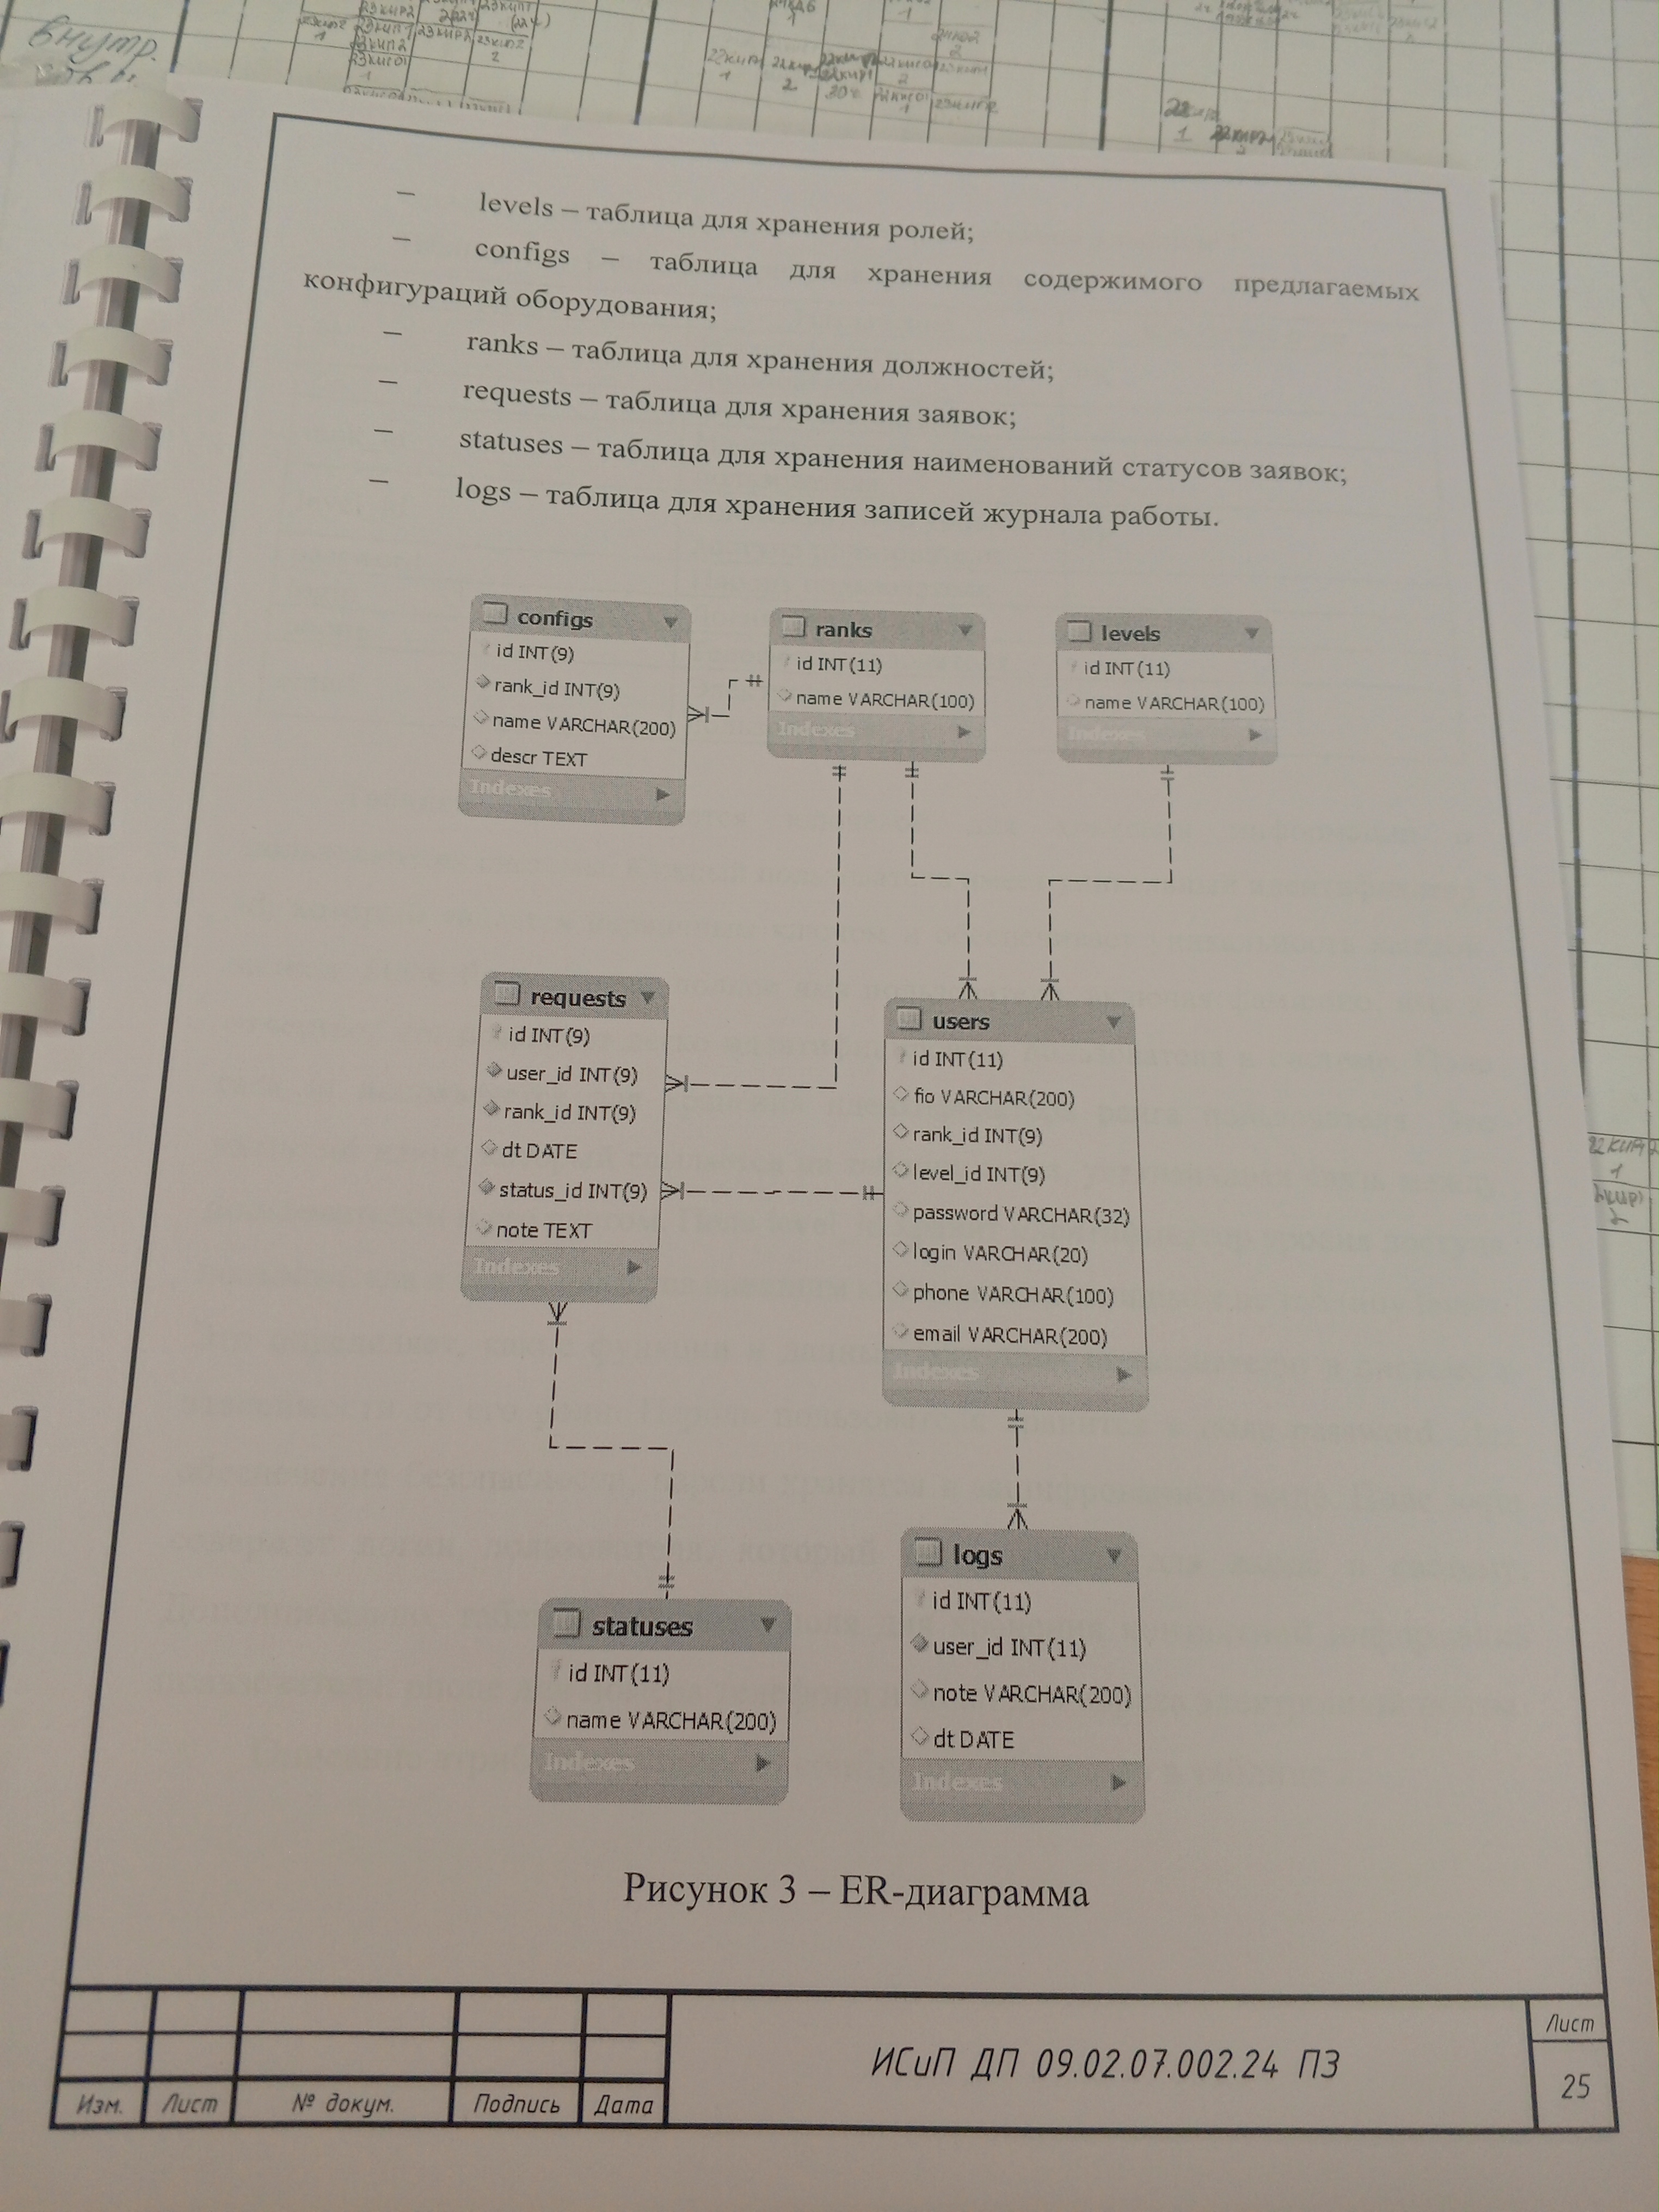 внутр.
– levels – таблица для хранения ролей;
– configs – таблица для хранения содержимого предлагаемых
конфигураций оборудования;
– ranks – таблица для хранения должностей;
– requests – таблица для хранения заявок;
– statuses – таблица для хранения наименований статусов заявок;
– logs – таблица для хранения записей журнала работы.
configs
id INT(9)
rank_id INT(9)
name VARCHAR(200)
descr TEXT
Indexes
ranks
id INT(11)
name VARCHAR(100)
Indexes
levels
id INT(11)
name VARCHAR(100)
Indexes
requests
id INT(9)
user_id INT(9)
rank_id INT(9)
dt DATE
status_id INT(9)
note TEXT
Indexes
users
id INT(11)
fio VARCHAR(200)
rank_id INT(9)
level_id INT(9)
password VARCHAR(32)
login VARCHAR(20)
phone VARCHAR(100)
email VARCHAR(200)
Indexes
statuses
id INT(11)
name VARCHAR(200)
Indexes
logs
id INT(11)
user_id INT(11)
note VARCHAR(200)
dt DATE
Indexes
Рисунок 3 – ER-диаграмма
Изм. Лист № докум. Подпись Дата
ИСиП ДП 09.02.07.002.24 ПЗ
Лист
25